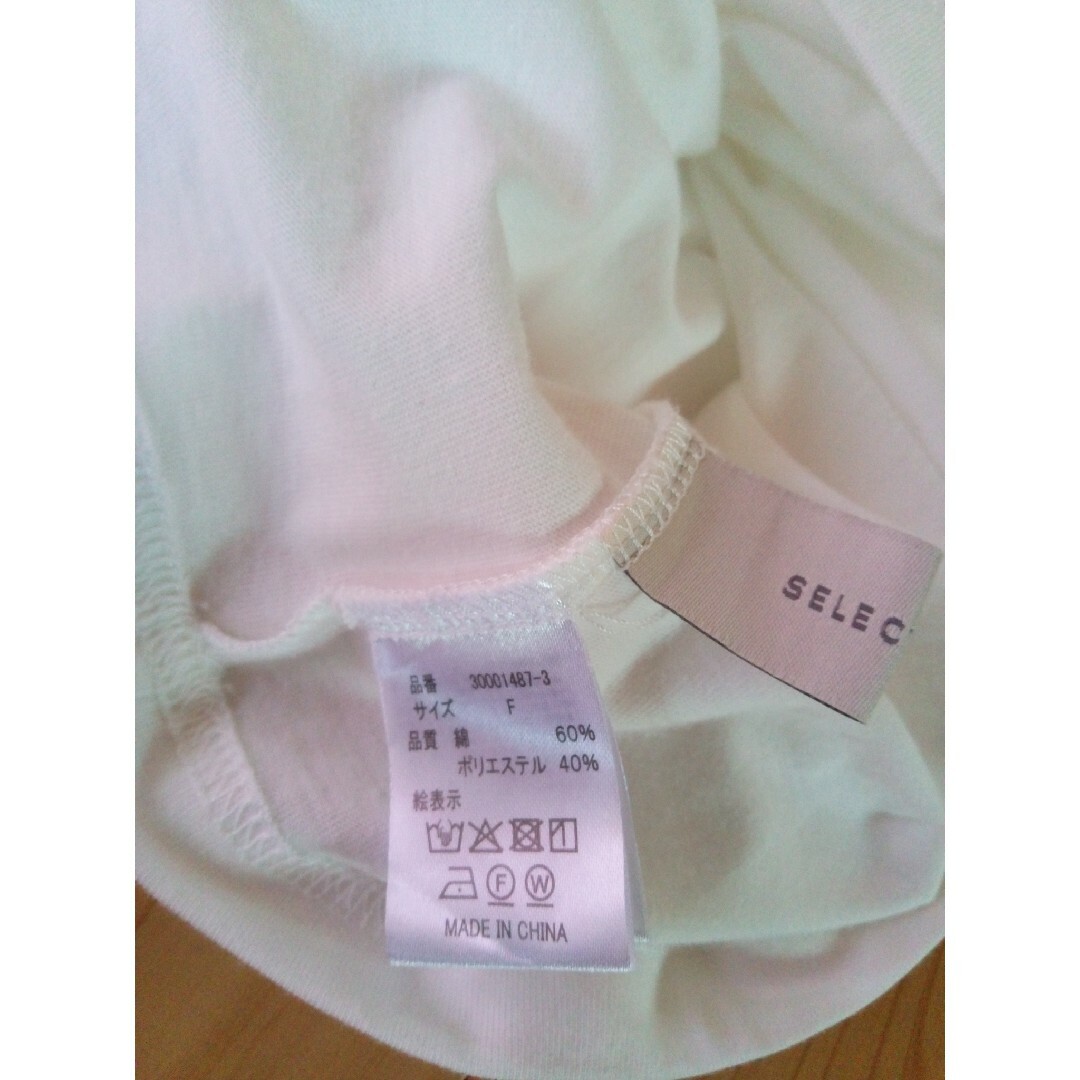 SELEC
品番 30001487-3
サイズ F
品質 綿 60%
ポリエステル 40%
絵表示
F W
MADE IN CHINA